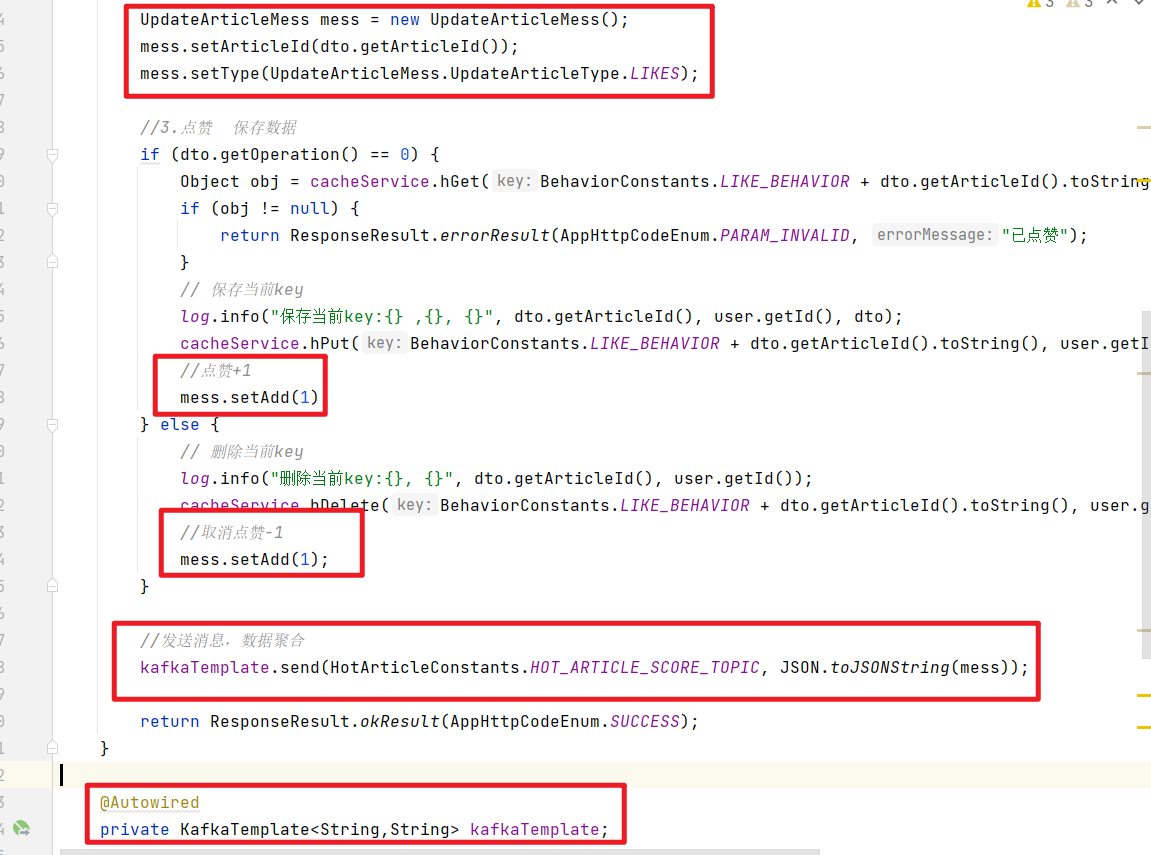 3 3
UpdateArticleMess mess = new UpdateArticleMess();
mess.setArticleId(dto.getArticleId());
mess.setType(UpdateArticleMess.UpdateArticleType.LIKES);
//3.点赞 保存数据
if (dto.getOperation() == 0) {
Object obj = cacheService.hGet( key: BehaviorConstants.LIKE_BEHAVIOR + dto.getArticleId().toString
if (obj != null) {
return ResponseResult.errorResult(AppHttpCodeEnum.PARAM_INVALID, errorMessage: "已点赞");
}
// 保存当前key
log.info("保存当前key:{} ,{}, {}", dto.getArticleId(), user.getId(), dto);
cacheService.hPut( key: BehaviorConstants.LIKE_BEHAVIOR + dto.getArticleId().toString(), user.getI
//点赞+1
mess.setAdd(1)
} else {
// 删除当前key
log.info("删除当前key:{}, {}", dto.getArticleId(), user.getId());
cacheService.hDelete( key: BehaviorConstants.LIKE_BEHAVIOR + dto.getArticleId().toString(), user.g
//取消点赞-1
mess.setAdd(1);
}
//发送消息，数据聚合
kafkaTemplate.send(HotArticleConstants.HOT_ARTICLE_SCORE_TOPIC, JSON.toJSONString(mess));
return ResponseResult.okResult(AppHttpCodeEnum.SUCCESS);
}
@Autowired
private KafkaTemplate<String,String> kafkaTemplate;